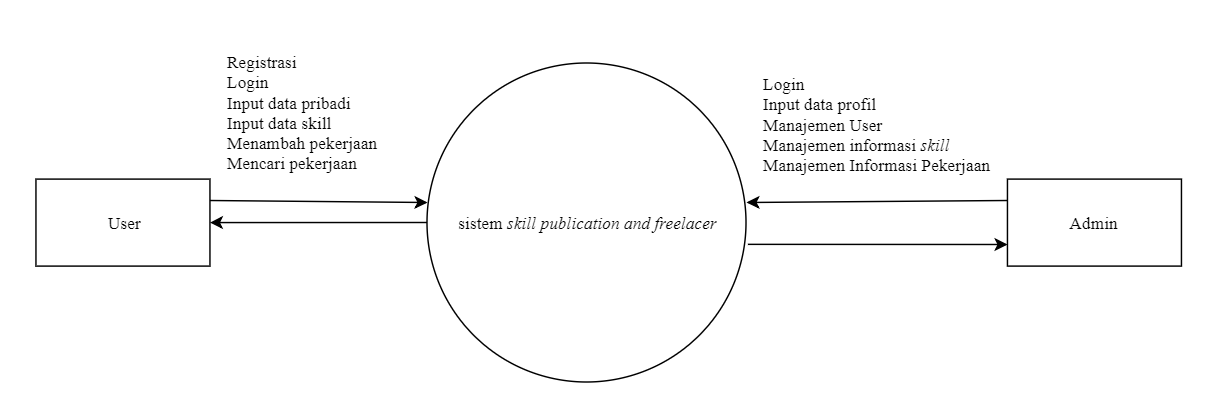 Registrasi
Login
Input data pribadi
Input data skill
Menambah pekerjaan
Mencari pekerjaan
Login
Input data profil
Manajemen User
Manajemen informasi skill
Manajemen Informasi Pekerjaan
User
sistem skill publication and freelacer
Admin